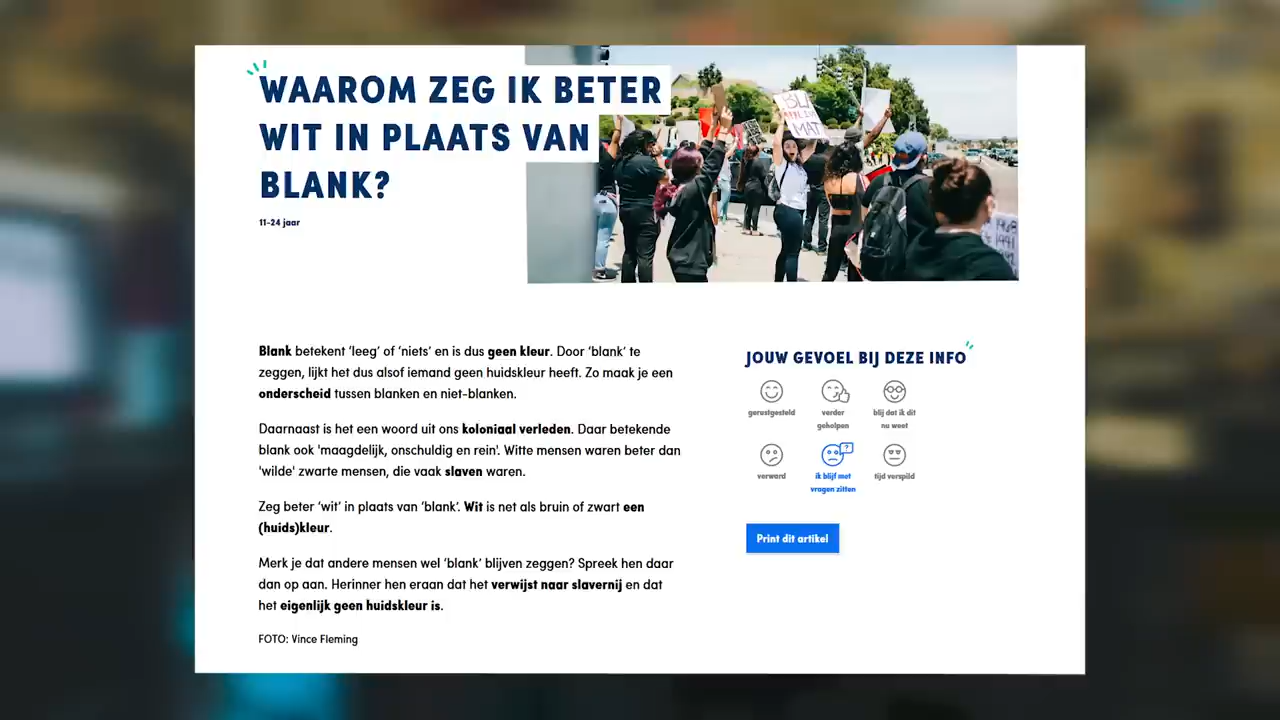 WAAROM ZEG IK BETER
WIT IN PLAATS VAN
BLANK?
11-24 jaar
BL
MAT
1968
1991
Blank betekent 'leeg' of 'niets' en is dus geen kleur. Door 'blank' te
zeggen, lijkt het dus alsof iemand geen huidskleur heeft. Zo maak je een
onderscheid tussen blanken en niet-blanken.
Daarnaast is het een woord uit ons koloniaal verleden. Daar betekende
blank ook 'maagdelijk, onschuldig en rein'. Witte mensen waren beter dan
'wilde' zwarte mensen, die vaak slaven waren.
Zeg beter 'wit' in plaats van 'blank'. Wit is net als bruin of zwart een
(huids)kleur.
Merk je dat andere mensen wel 'blank' blijven zeggen? Spreek hen daar
dan op aan. Herinner hen eraan dat het verwijst naar slavernij en dat
het eigenlijk geen huidskleur is.
FOTO: Vince Fleming
JOUW GEVOEL BIJ DEZE INFO
gerustgesteld
verder
geholpen
blij dat ik dit
nu weet
verward
?
ik blijf met
vragen zitten
tijd verspild
Print dit artikel